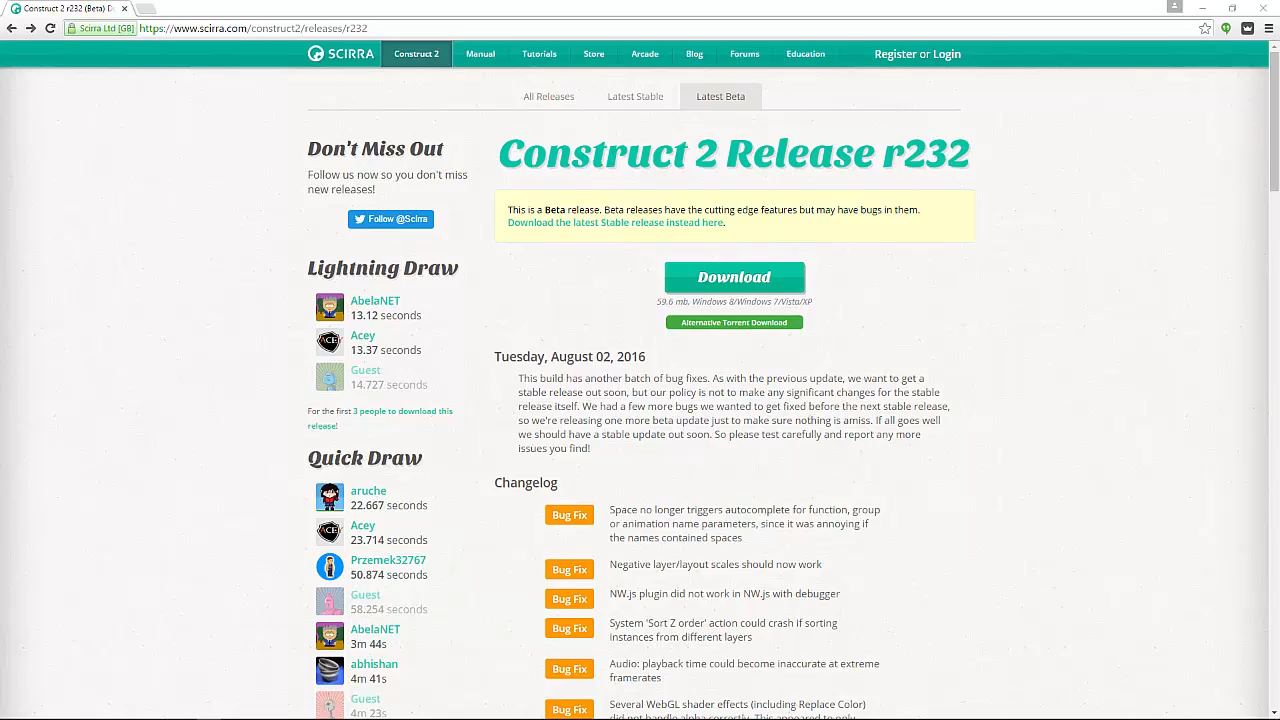 Construct 2 r232 (Beta) D
Scirra Ltd [GB]
https://www.scirra.com/construct2/releases/r232
SCIRRA
Construct 2
Manual
Tutorials
Store
Arcade
Blog
Forums
Education
Register or Login
All Releases
Latest Stable
Latest Beta
Don't Miss Out
Follow us now so you don't miss
new releases!
Follow @Scirra
Lightning Draw
AbelaNET
13.12 seconds
Acey
13.37 seconds
Guest
14.727 seconds
For the first 3 people to download this
release!
Quick Draw
aruche
22.667 seconds
Acey
23.714 seconds
Przemek32767
50.874 seconds
Guest
58.254 seconds
AbelaNET
3m 44s
abhishan
4m 41s
Guest
4m 23s
Construct 2 Release r232
This is a Beta release. Beta releases have the cutting edge features but may have bugs in them.
Download the latest Stable release instead here.
Download
59.6 mb, Windows 8/Windows 7/Vista/XP
Alternative Torrent Download
Tuesday, August 02, 2016
This build has another batch of bug fixes. As with the previous update, we want to get a
stable release out soon, but our policy is not to make any significant changes for the stable
release itself. We had a few more bugs we wanted to get fixed before the next stable release,
so we're releasing one more beta update just to make sure nothing is amiss. If all goes well
we should have a stable update out soon. So please test carefully and report any more
issues you find!
Changelog
Bug Fix
Space no longer triggers autocomplete for function, group
or animation name parameters, since it was annoying if
the names contained spaces
Bug Fix
Negative layer/layout scales should now work
Bug Fix
NW.js plugin did not work in NW.js with debugger
Bug Fix
System 'Sort Z order' action could crash if sorting
instances from different layers
Bug Fix
Audio: playback time could become inaccurate at extreme
framerates
Bug Fix
Several WebGL shader effects (including Replace Color)
did not handle alpha correctly. This appeared to only